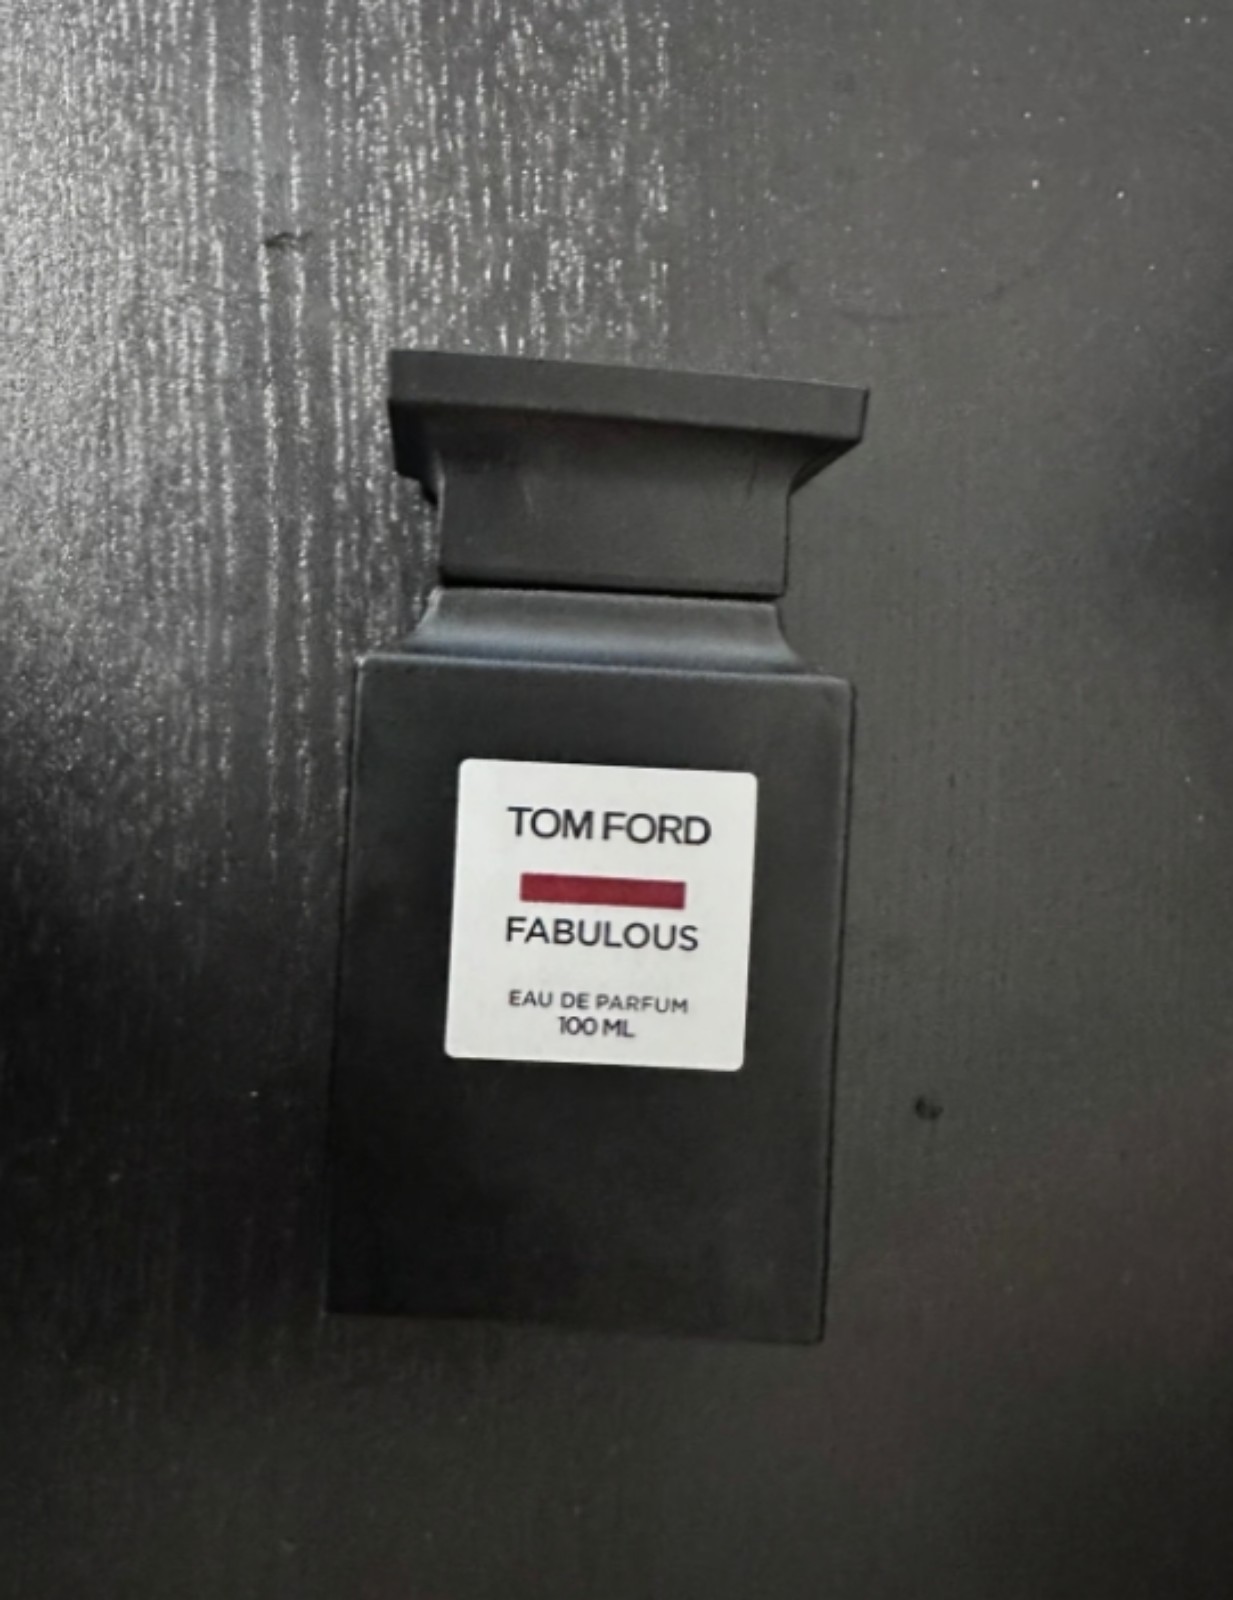 TOM FORD
FABULOUS
EAU DE PARFUM
100 ML